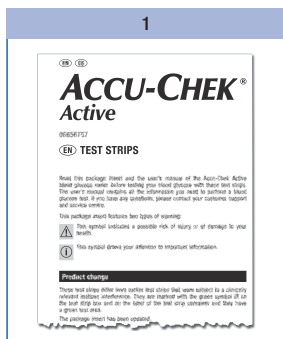 1
EN ES
ACCU-CHEK®
Active
06656757
EN TEST STRIPS
Read this package insert and the user's manual of the Accu-Chek Active
blood glucose meter before testing your blood glucose with these test strips.
The user's manual contains all the information you need to perform a blood
glucose test. If you have any questions, please contact your customer support
and service centre.
This package insert features two types of warning:
This symbol indicates a possible risk of injury or of damage to your
health.
This symbol draws your attention to important information.
Product change
These test strips differ from earlier test strips that were subject to a clinically
relevant maltose interference. They are marked with the green symbol on
the test strip box and on the label of the test strip container and they have
a green test area.
The package insert has been updated.